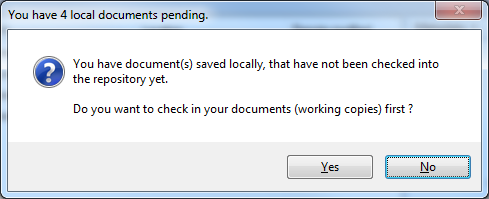 You have 4 local documents pending.
You have document(s) saved locally, that have not been checked into
the repository yet.
Do you want to check in your documents (working copies) first ?
Yes
No